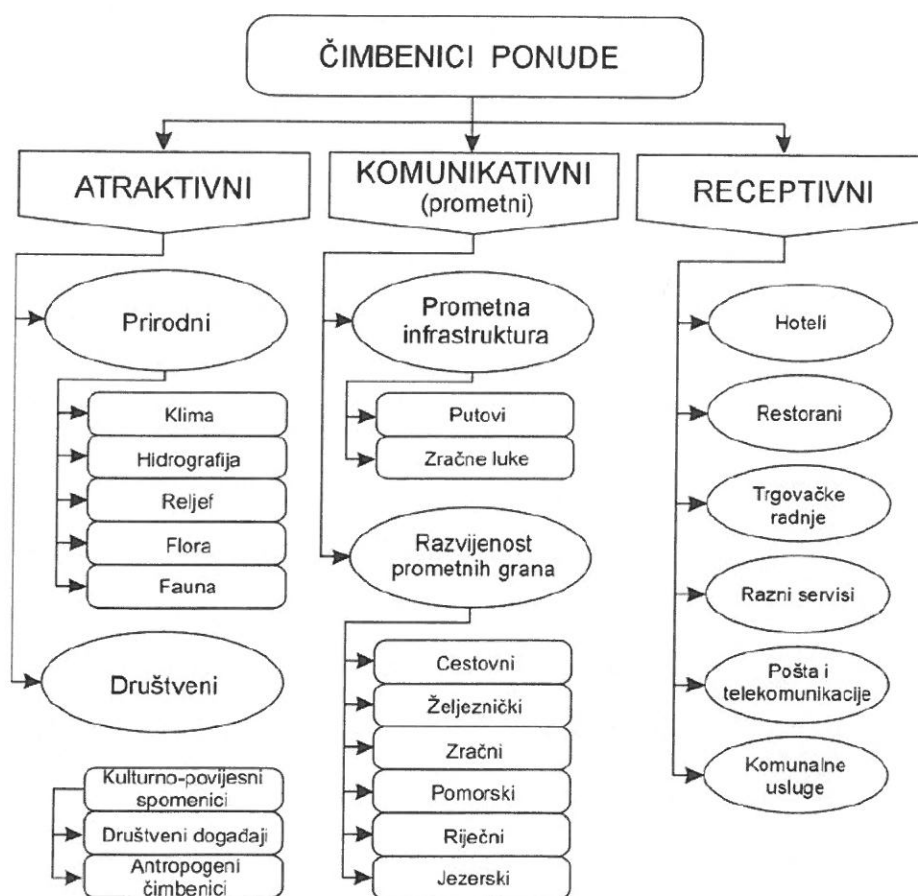 ČIMBENICI PONUDE
ATRAKTIVNI
Prirodni
Klima
Hidrografija
Reljef
Flora
Fauna
Društveni
Kulturno-povijesni
spomenici
Društveni događaji
Antropogeni
čimbenici
KOMUNIKATIVNI
(prometni)
Prometna
infrastruktura
Putovi
Zračne luke
Razvijenost
prometnih grana
Cestovni
Željeznički
Zračni
Pomorski
Riječni
Jezerski
RECEPTIVNI
Hoteli
Restorani
Trgovačke
radnje
Razni servisi
Pošta i
telekomunikacije
Komunalne
usluge